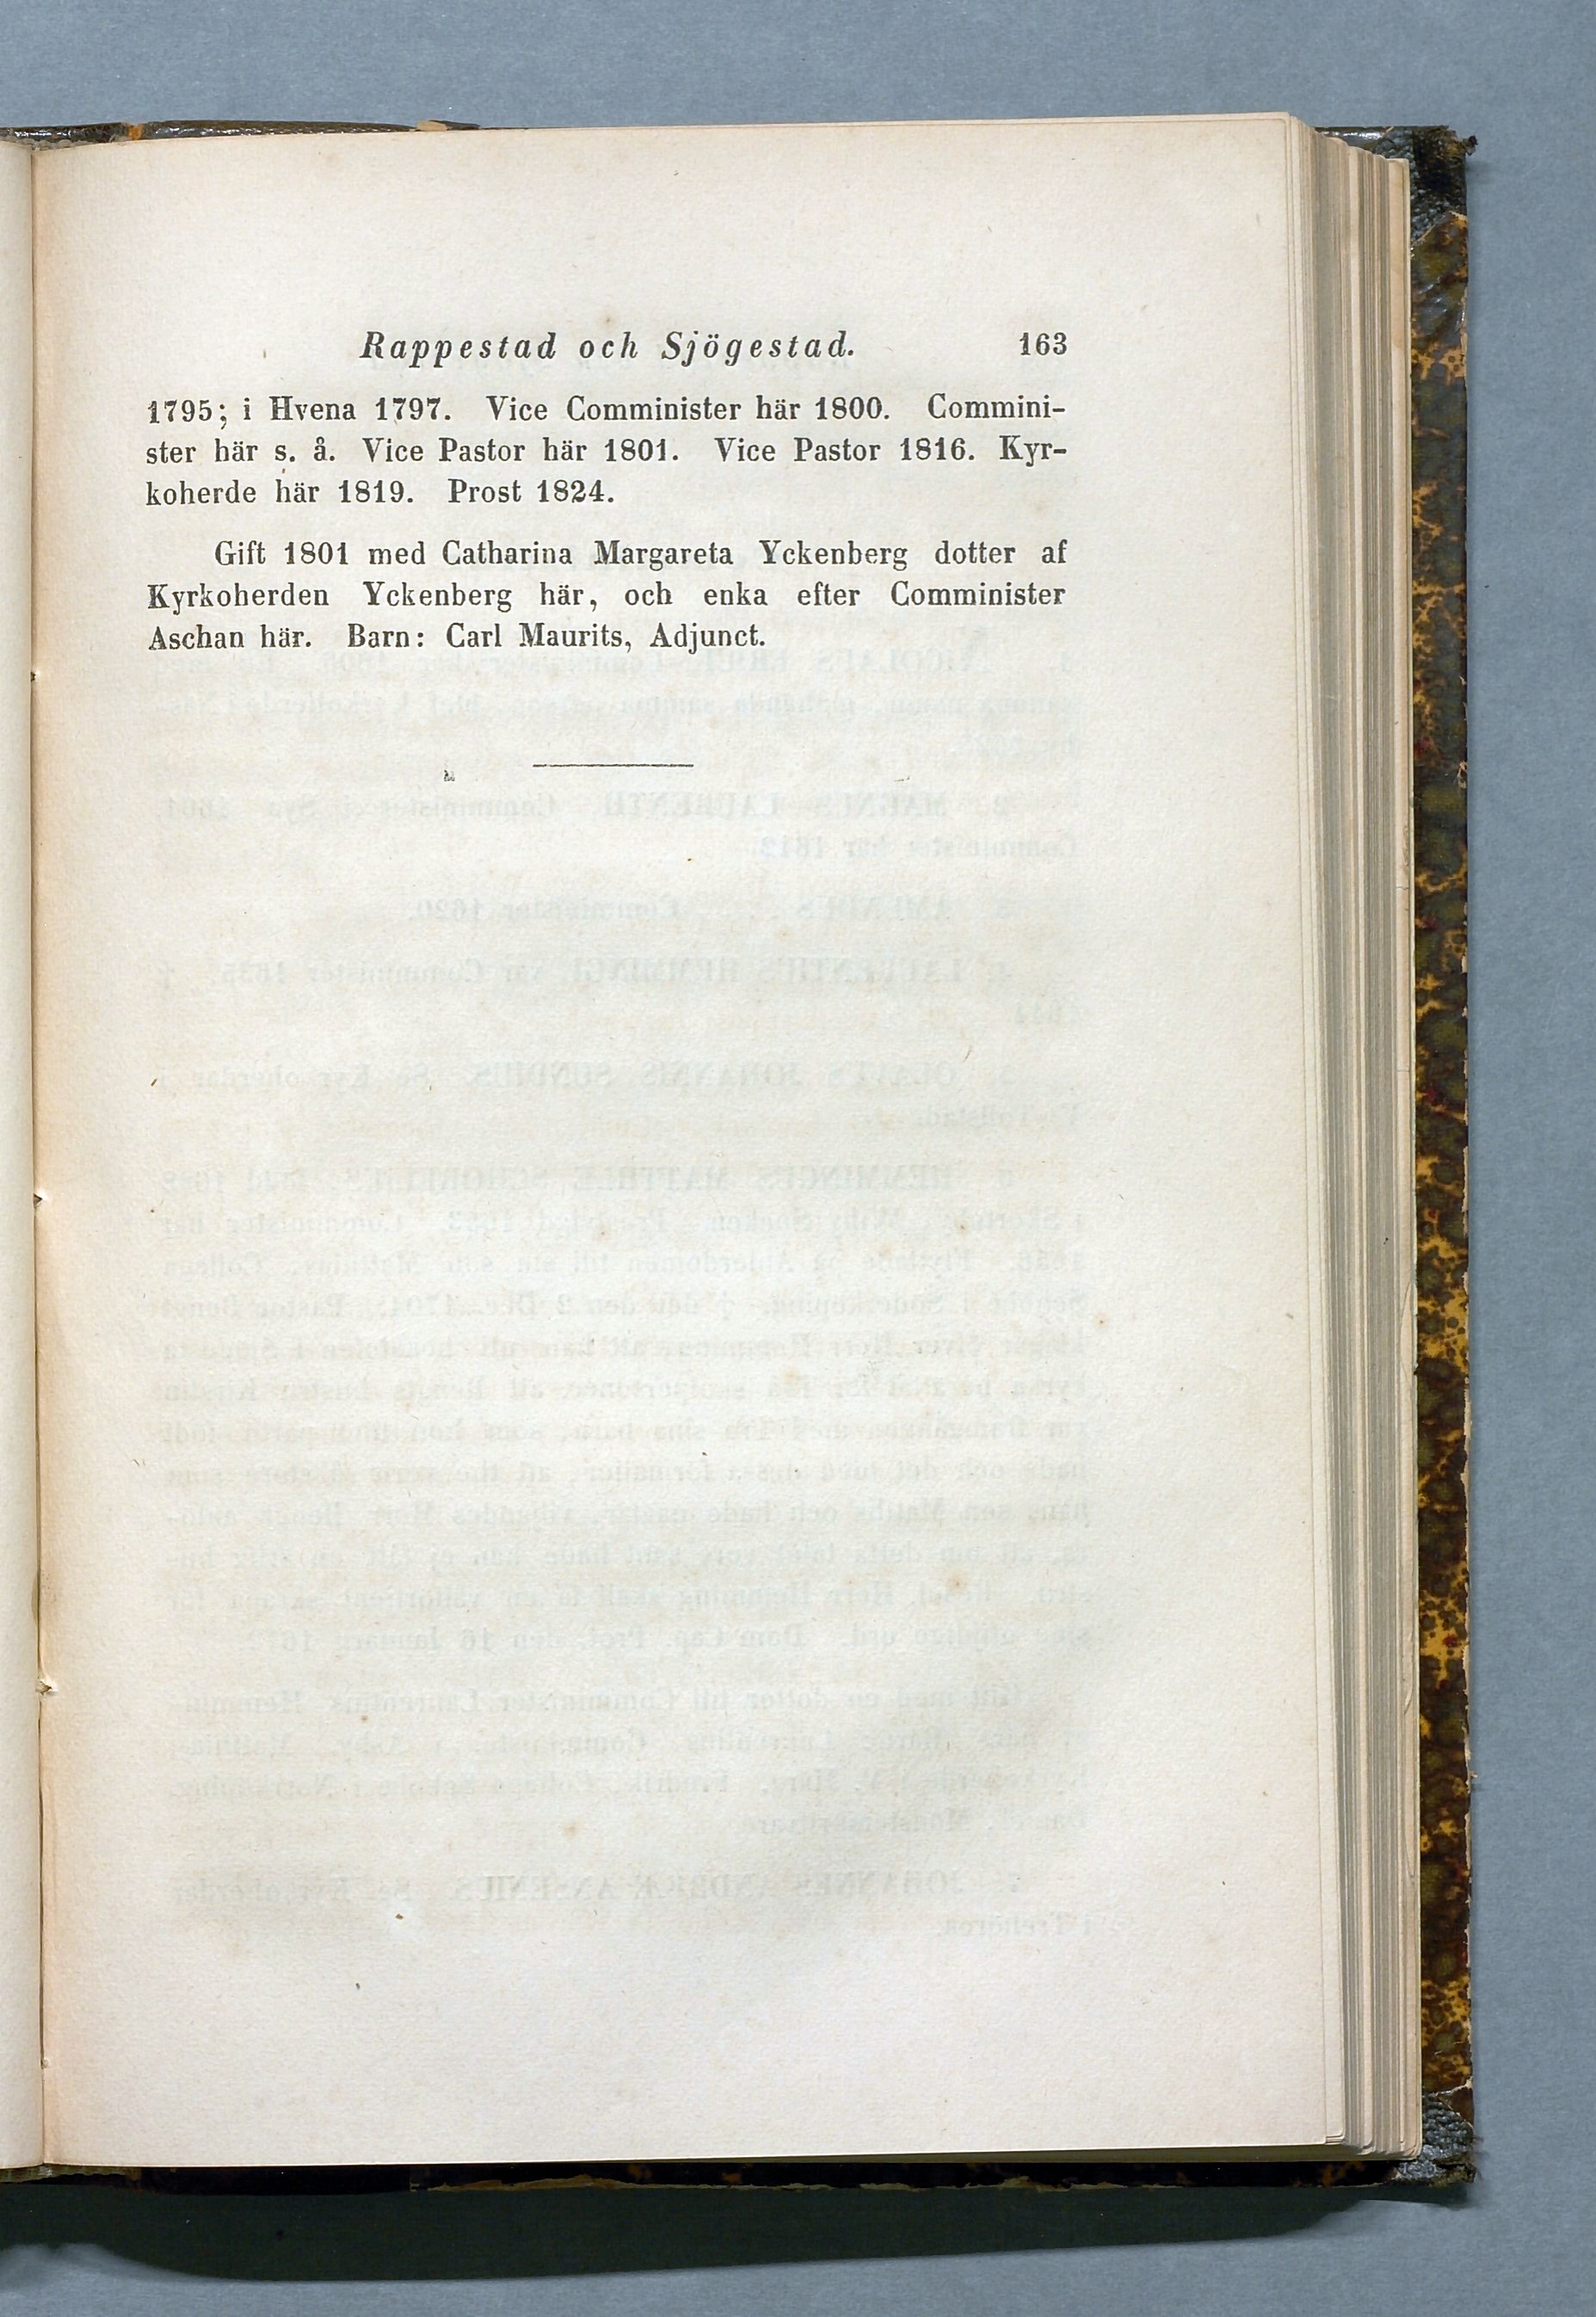 Rappestad och Sjögestad. 163
1795; i Hvena 1797. Vice Comminister här 1800. Commini-
ster här s. å. Vice Pastor här 1801. Vice Pastor 1816. Kyr-
koherde här 1819. Prost 1824.
Gift 1801 med Catharina Margareta Yckenberg dotter af
Kyrkoherden Yckenberg här, och enka efter Comminister
Aschan här. Barn: Carl Maurits, Adjunct.